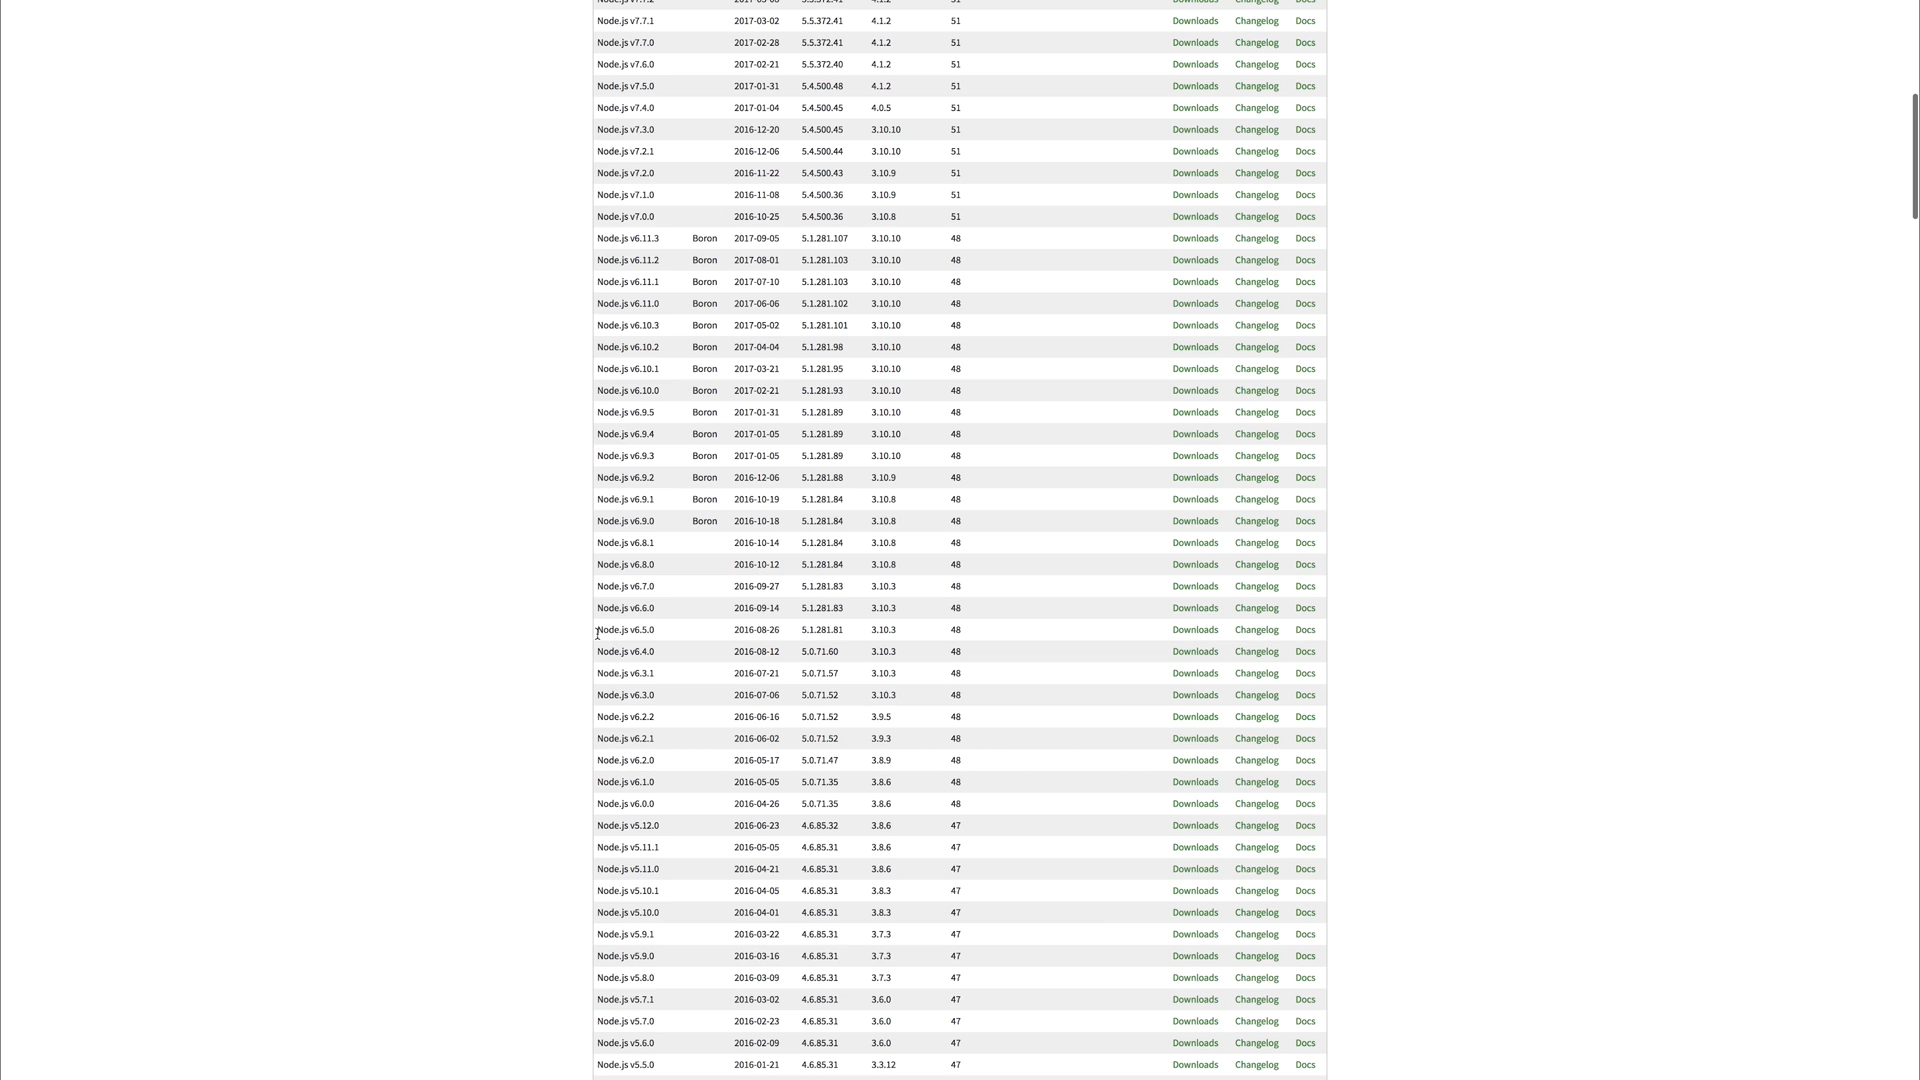 Node.js v7.7.1 2017-03-02 5.5.372.41 4.1.2 51 Downloads Changelog Docs
Node.js v7.7.0 2017-02-28 5.5.372.41 4.1.2 51 Downloads Changelog Docs
Node.js v7.6.0 2017-02-21 5.5.372.40 4.1.2 51 Downloads Changelog Docs
Node.js v7.5.0 2017-01-31 5.4.500.48 4.1.2 51 Downloads Changelog Docs
Node.js v7.4.0 2017-01-04 5.4.500.45 4.0.5 51 Downloads Changelog Docs
Node.js v7.3.0 2016-12-20 5.4.500.45 3.10.10 51 Downloads Changelog Docs
Node.js v7.2.1 2016-12-06 5.4.500.44 3.10.10 51 Downloads Changelog Docs
Node.js v7.2.0 2016-11-22 5.4.500.43 3.10.9 51 Downloads Changelog Docs
Node.js v7.1.0 2016-11-08 5.4.500.36 3.10.9 51 Downloads Changelog Docs
Node.js v7.0.0 2016-10-25 5.4.500.36 3.10.8 51 Downloads Changelog Docs
Node.js v6.11.3 Boron 2017-09-05 5.1.281.107 3.10.10 48 Downloads Changelog Docs
Node.js v6.11.2 Boron 2017-08-01 5.1.281.103 3.10.10 48 Downloads Changelog Docs
Node.js v6.11.1 Boron 2017-07-10 5.1.281.103 3.10.10 48 Downloads Changelog Docs
Node.js v6.11.0 Boron 2017-06-06 5.1.281.102 3.10.10 48 Downloads Changelog Docs
Node.js v6.10.3 Boron 2017-05-02 5.1.281.101 3.10.10 48 Downloads Changelog Docs
Node.js v6.10.2 Boron 2017-04-04 5.1.281.98 3.10.10 48 Downloads Changelog Docs
Node.js v6.10.1 Boron 2017-03-21 5.1.281.95 3.10.10 48 Downloads Changelog Docs
Node.js v6.10.0 Boron 2017-02-21 5.1.281.93 3.10.10 48 Downloads Changelog Docs
Node.js v6.9.5 Boron 2017-01-31 5.1.281.89 3.10.10 48 Downloads Changelog Docs
Node.js v6.9.4 Boron 2017-01-05 5.1.281.89 3.10.10 48 Downloads Changelog Docs
Node.js v6.9.3 Boron 2017-01-05 5.1.281.89 3.10.10 48 Downloads Changelog Docs
Node.js v6.9.2 Boron 2016-12-06 5.1.281.88 3.10.9 48 Downloads Changelog Docs
Node.js v6.9.1 Boron 2016-10-19 5.1.281.84 3.10.8 48 Downloads Changelog Docs
Node.js v6.9.0 Boron 2016-10-18 5.1.281.84 3.10.8 48 Downloads Changelog Docs
Node.js v6.8.1 2016-10-14 5.1.281.84 3.10.8 48 Downloads Changelog Docs
Node.js v6.8.0 2016-10-12 5.1.281.84 3.10.8 48 Downloads Changelog Docs
Node.js v6.7.0 2016-09-27 5.1.281.83 3.10.3 48 Downloads Changelog Docs
Node.js v6.6.0 2016-09-14 5.1.281.83 3.10.3 48 Downloads Changelog Docs
Node.js v6.5.0 2016-08-26 5.1.281.81 3.10.3 48 Downloads Changelog Docs
Node.js v6.4.0 2016-08-12 5.0.71.60 3.10.3 48 Downloads Changelog Docs
Node.js v6.3.1 2016-07-21 5.0.71.57 3.10.3 48 Downloads Changelog Docs
Node.js v6.3.0 2016-07-06 5.0.71.52 3.10.3 48 Downloads Changelog Docs
Node.js v6.2.2 2016-06-16 5.0.71.52 3.9.5 48 Downloads Changelog Docs
Node.js v6.2.1 2016-06-02 5.0.71.52 3.9.3 48 Downloads Changelog Docs
Node.js v6.2.0 2016-05-17 5.0.71.47 3.8.9 48 Downloads Changelog Docs
Node.js v6.1.0 2016-05-05 5.0.71.35 3.8.6 48 Downloads Changelog Docs
Node.js v6.0.0 2016-04-26 5.0.71.35 3.8.6 48 Downloads Changelog Docs
Node.js v5.12.0 2016-06-23 4.6.85.32 3.8.6 47 Downloads Changelog Docs
Node.js v5.11.1 2016-05-05 4.6.85.31 3.8.6 47 Downloads Changelog Docs
Node.js v5.11.0 2016-04-21 4.6.85.31 3.8.6 47 Downloads Changelog Docs
Node.js v5.10.1 2016-04-05 4.6.85.31 3.8.3 47 Downloads Changelog Docs
Node.js v5.10.0 2016-04-01 4.6.85.31 3.8.3 47 Downloads Changelog Docs
Node.js v5.9.1 2016-03-22 4.6.85.31 3.7.3 47 Downloads Changelog Docs
Node.js v5.9.0 2016-03-16 4.6.85.31 3.7.3 47 Downloads Changelog Docs
Node.js v5.8.0 2016-03-09 4.6.85.31 3.7.3 47 Downloads Changelog Docs
Node.js v5.7.1 2016-03-02 4.6.85.31 3.6.0 47 Downloads Changelog Docs
Node.js v5.7.0 2016-02-23 4.6.85.31 3.6.0 47 Downloads Changelog Docs
Node.js v5.6.0 2016-02-09 4.6.85.31 3.6.0 47 Downloads Changelog Docs
Node.js v5.5.0 2016-01-21 4.6.85.31 3.3.12 47 Downloads Changelog Docs